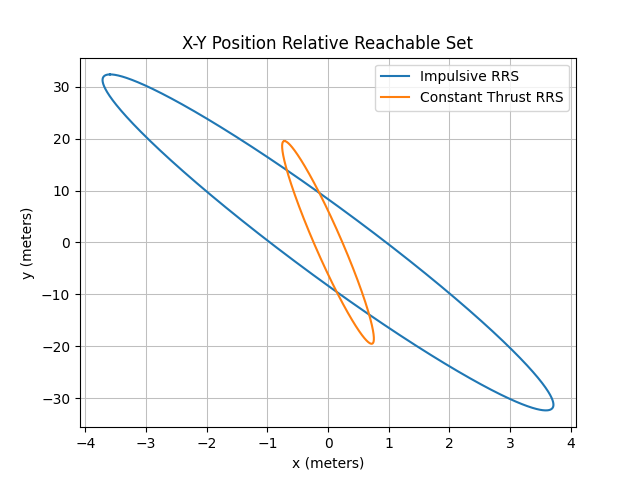 X-Y Position Relative Reachable Set
Impulsive RRS
Constant Thrust RRS
30
20
10
0
−10
−20
−30
y (meters)
−4 −3 −2 −1 0 1 2 3 4
x (meters)